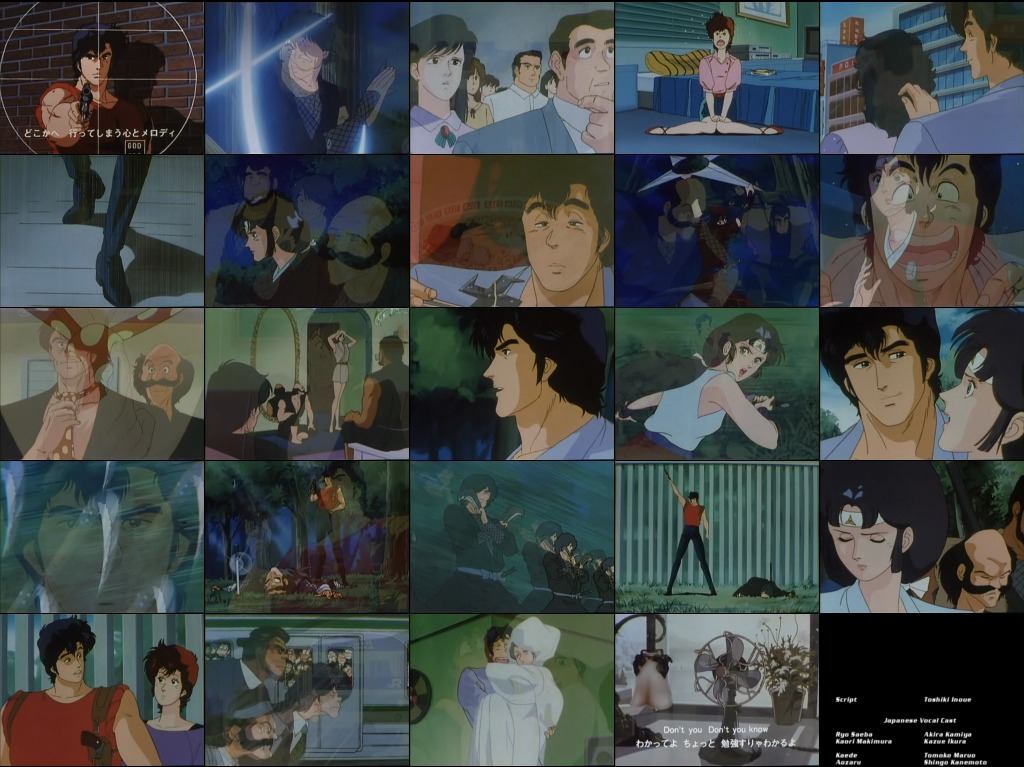 どこかへ 行ってしまう心とメロディ
GOD
Don't you Don't you know
わかってよ ちょっと 勉強すりゃわかるよ
Script Toshiki Inoue
Japanese Vocal Cast
Ryo Saeba Akira Kamiya
Kaori Makimura Kazue Ikura
Kaede Tomoko Maruo
Aozaru Shingo Kanemoto